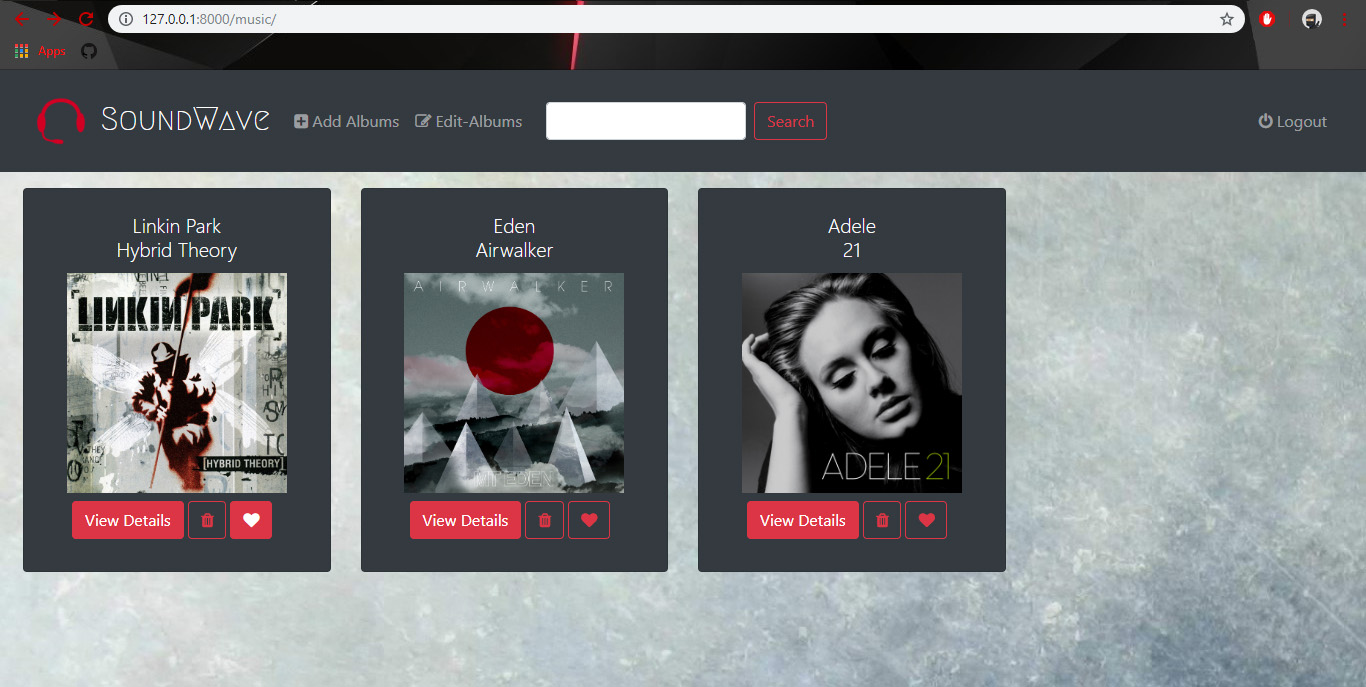 127.0.0.1:8000/music/
Apps
SoundWave
Add Albums
Edit-Albums
Search
Logout
Linkin Park
Hybrid Theory
LINKIN PARK
[HYBRID THEORY]
View Details
Eden
Airwalker
AIRWALKER
View Details
Adele
21
ADELE 21
View Details